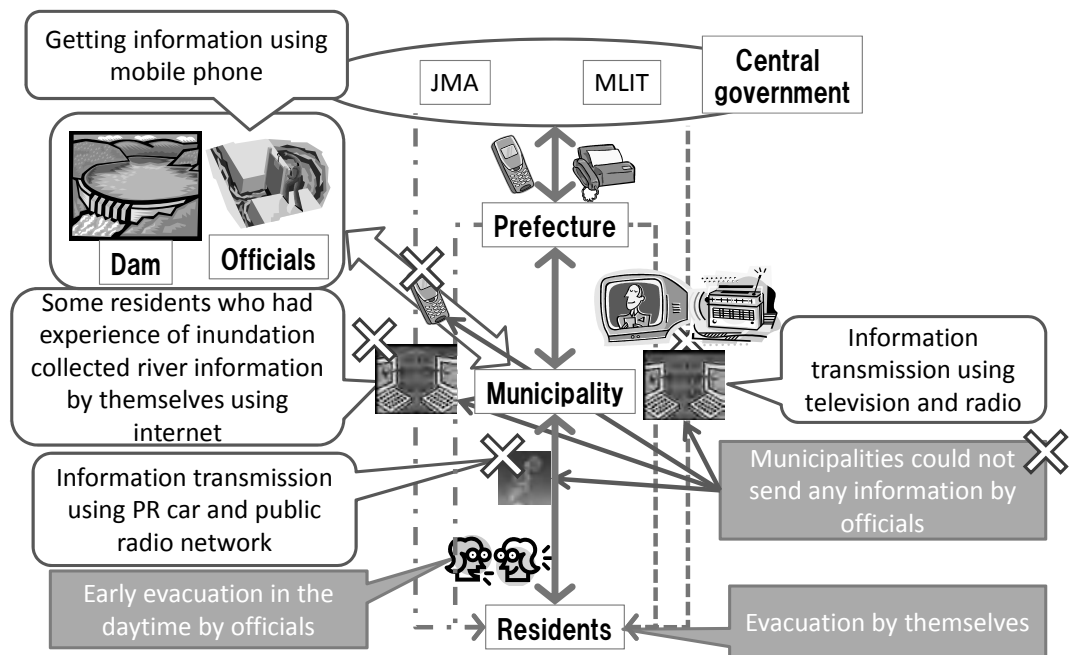 Getting information using
mobile phone
JMA
MLIT
Central
government
Prefecture
Dam
Officials
Some residents who had
experience of inundation
collected river information
by themselves using
internet
Municipality
Information
transmission using
television and radio
Information transmission
using PR car and public
radio network
Municipalities could not
send any information by
officials
Early evacuation in the
daytime by officials
Residents
Evacuation by themselves